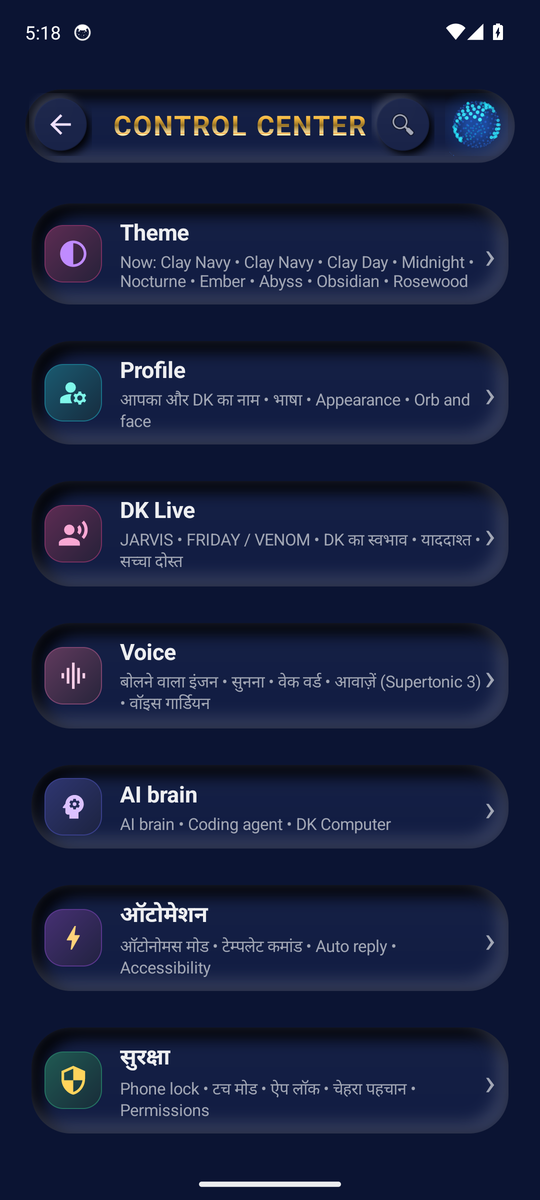 5:18
CONTROL CENTER
Theme
Now: Clay Navy • Clay Navy • Clay Day • Midnight •
Nocturne • Ember • Abyss • Obsidian • Rosewood
Profile
आपका और DK का नाम • भाषा • Appearance • Orb and
face
DK Live
JARVIS • FRIDAY / VENOM • DK का स्वभाव • याददाश्त •
सच्चा दोस्त
Voice
बोलने वाला इंजन • सुनना • वेक वर्ड • आवाज़ें (Supertonic 3)
• वॉइस गार्डियन
AI brain
AI brain • Coding agent • DK Computer
ऑटोमेशन
ऑटोनोमस मोड • टेम्पलेट कमांड • Auto reply •
Accessibility
सुरक्षा
Phone lock • टच मोड • ऐप लॉक • चेहरा पहचान •
Permissions